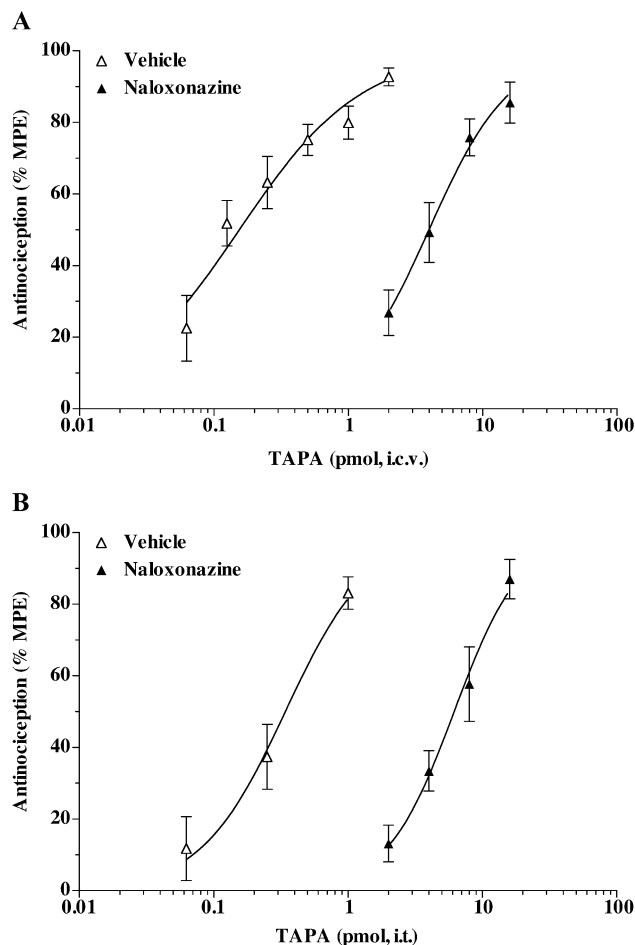 A
Antinociception (% MPE)
100
80
60
40
20
0
Vehicle
Naloxonazine
0.01 0.1 1 10 100
TAPA (pmol, i.c.v.)
B
Antinociception (% MPE)
100
80
60
40
20
0
Vehicle
Naloxonazine
0.01 0.1 1 10 100
TAPA (pmol, i.t.)